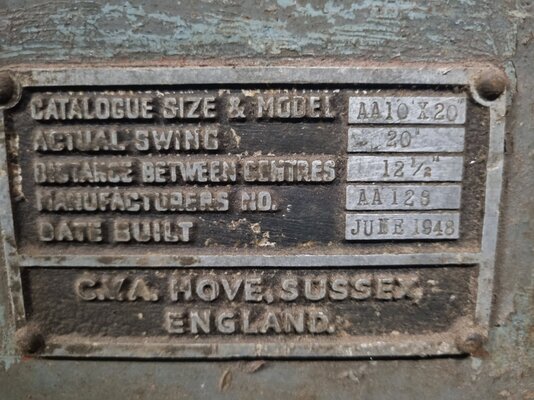 CATALOGUE SIZE & MODEL AA10"X20"
ACTUAL SWING 20"
DISTANCE BETWEEN CENTRES 12½"
MANUFACTURERS NO. AA128
DATE BUILT JUNE 1948
C.V.A. HOVE, SUSSEX,
ENGLAND.